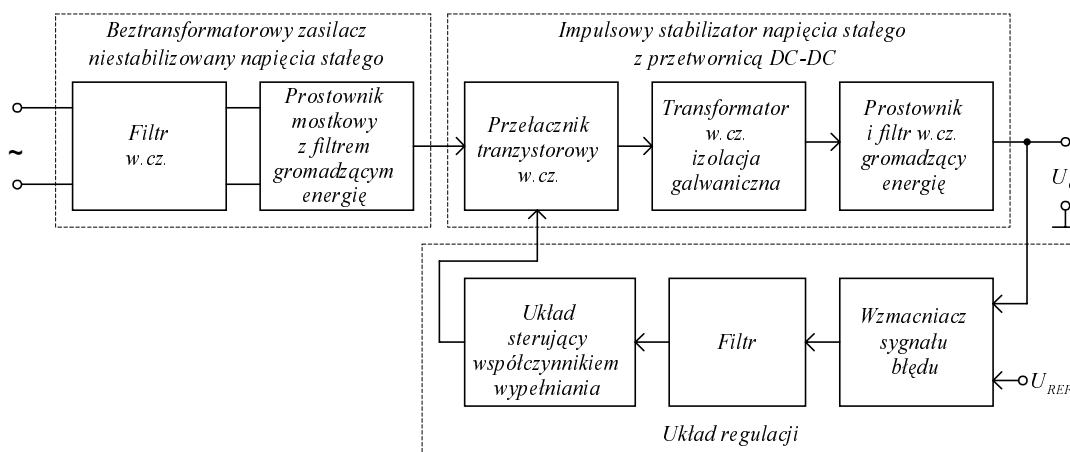 Beztransformatorowy zasilacz
niestabilizowany napięcia stałego
Impulsowy stabilizator napięcia stałego
z przetwornicą DC-DC
~
Filtr
w.cz.
Prostownik
mostkowy
z filtrem
gromadzącym
energię
Przełacznik
tranzystorowy
w.cz.
Transformator
w.cz.
izolacja
galwaniczna
Prostownik
i filtr w.cz.
gromadzący
energię
U
Układ
sterujący
współczynnikiem
wypełniania
Filtr
Wzmacniacz
sygnału
błędu
U_REF
Układ regulacji